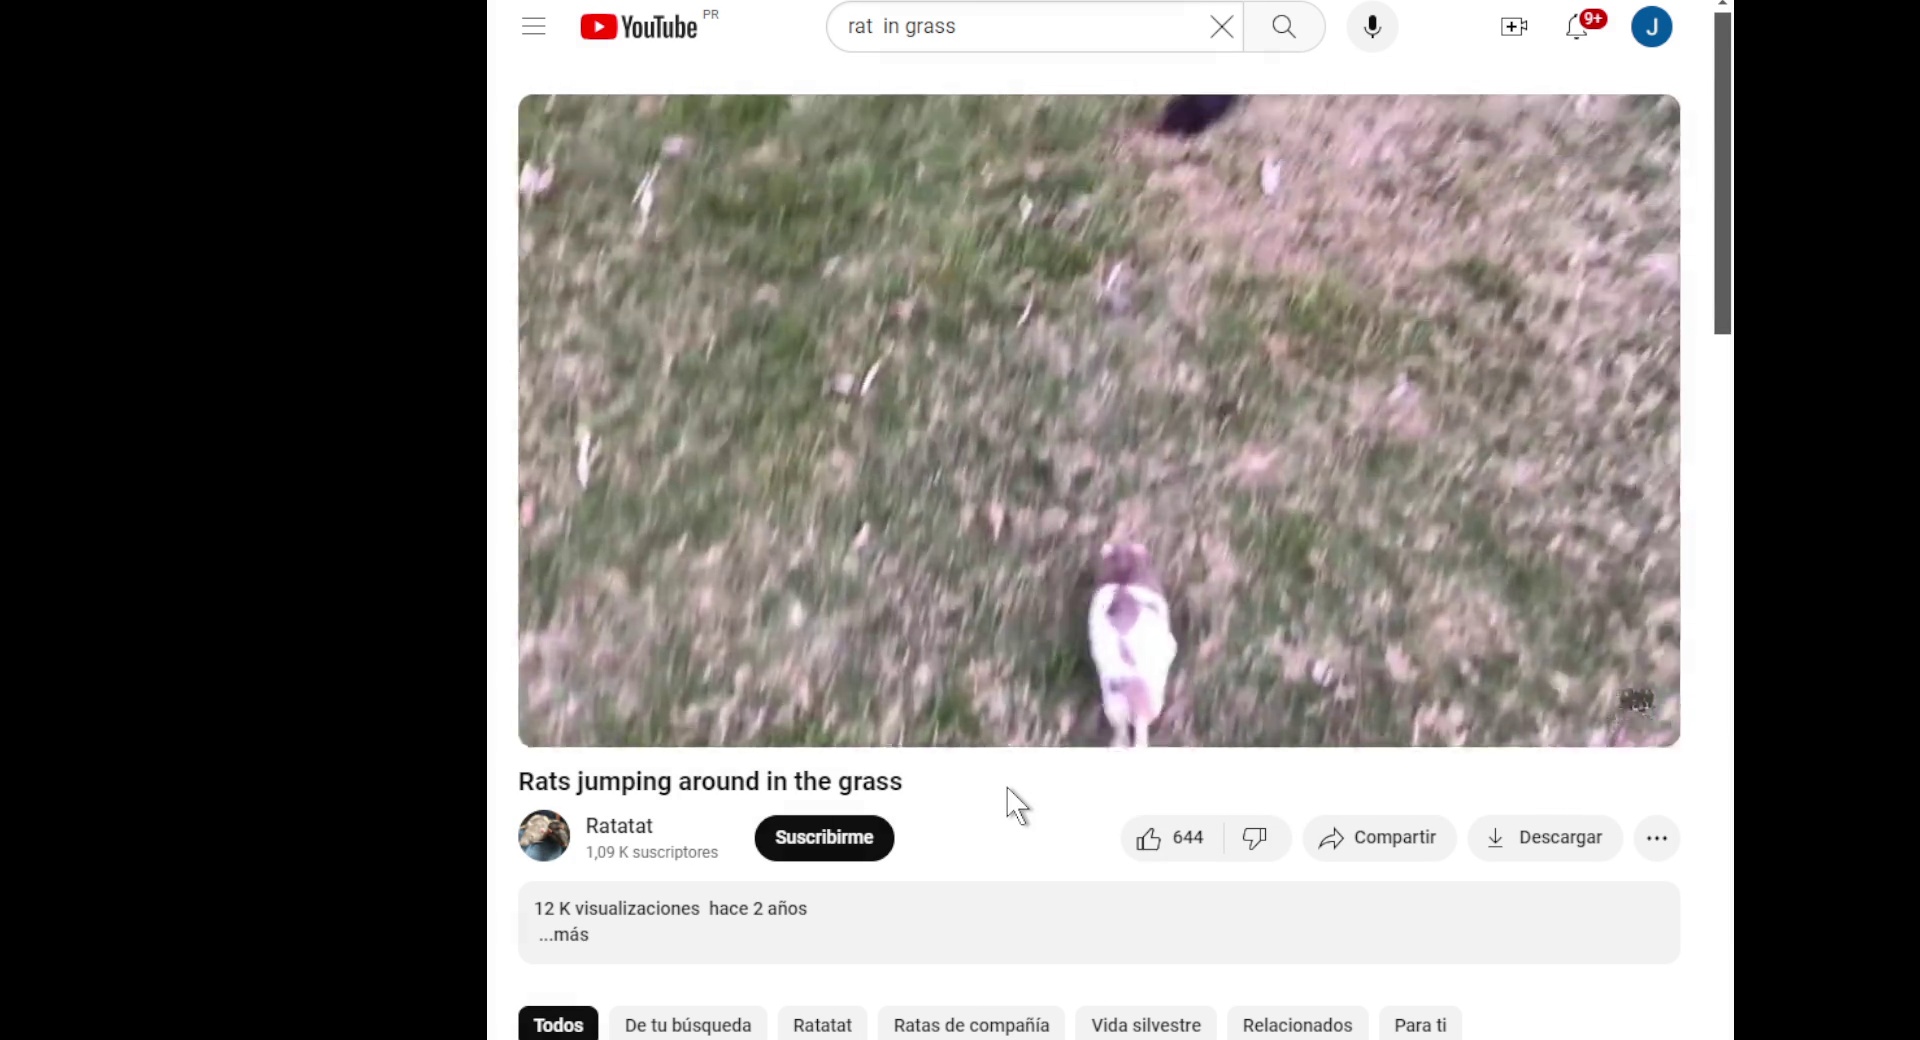 YouTube PR
rat in grass
9+
J
Rats jumping around in the grass
Ratatat
1,09 K suscriptores
Suscribirme
644
Compartir
Descargar
12 K visualizaciones hace 2 años
...más
Todos De tu búsqueda Ratatat Ratas de compañía Vida silvestre Relacionados Para ti